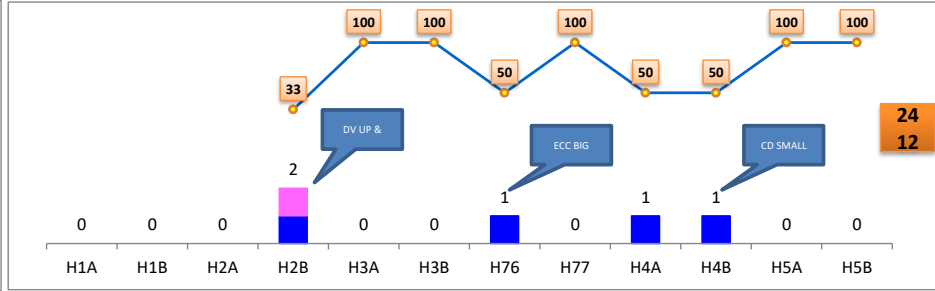 100 100 100 100 100
50 50 50
33
24
12
DV UP &
ECC BIG
CD SMALL
2
1 1 1
0 0 0 0 0 0 0 0
H1A H1B H2A H2B H3A H3B H76 H77 H4A H4B H5A H5B